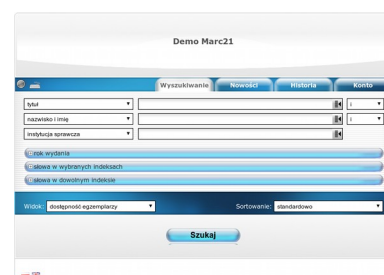 Demo Marc21
Wyszukiwanie Nowości Historia Konto
tytuł i
nazwisko i imię i
instytucja sprawcza
rok wydania
słowa w wybranych indeksach
słowa w dowolnym indeksie
Widok: dostępność egzemplarzy Sortowanie: standardowo
Szukaj